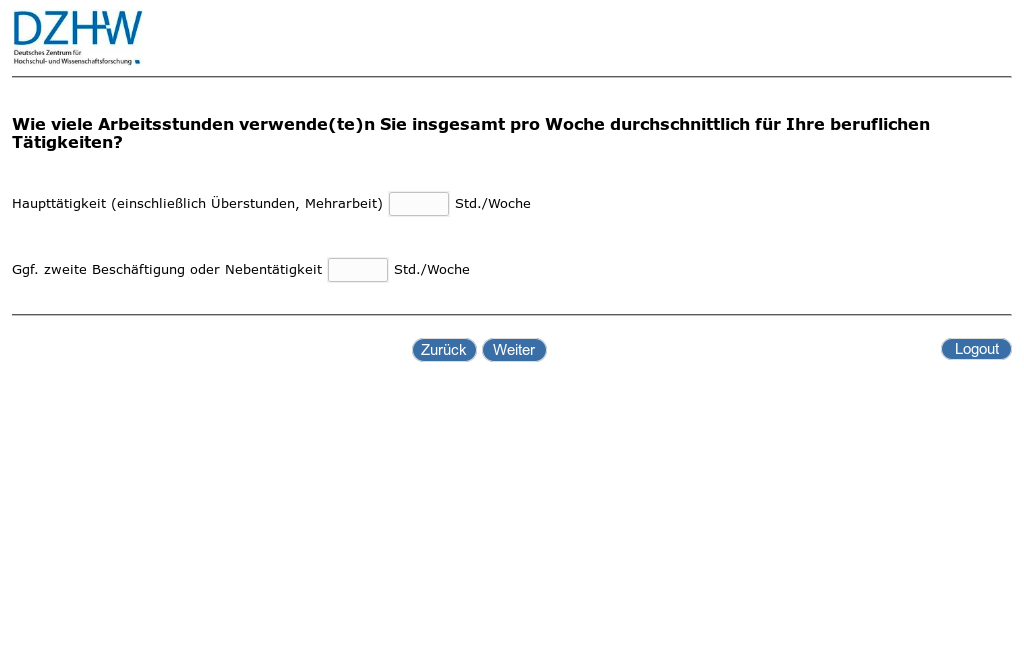 DZHW
Deutsches Zentrum für
Hochschul- und Wissenschaftsforschung
Wie viele Arbeitsstunden verwende(te)n Sie insgesamt pro Woche durchschnittlich für Ihre beruflichen
Tätigkeiten?
Haupttätigkeit (einschließlich Überstunden, Mehrarbeit) Std./Woche
Ggf. zweite Beschäftigung oder Nebentätigkeit Std./Woche
Zurück Weiter Logout